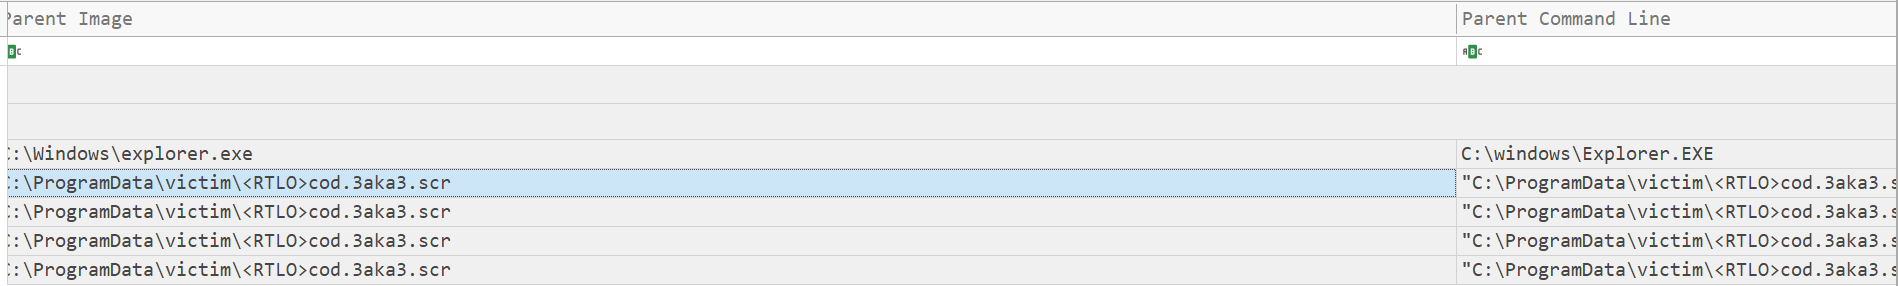 Parent Image Parent Command Line
ABC ABC
C:\Windows\explorer.exe C:\windows\Explorer.EXE
C:\ProgramData\victim\<RTLO>cod.3aka3.scr "C:\ProgramData\victim\<RTLO>cod.3aka3.s
C:\ProgramData\victim\<RTLO>cod.3aka3.scr "C:\ProgramData\victim\<RTLO>cod.3aka3.s
C:\ProgramData\victim\<RTLO>cod.3aka3.scr "C:\ProgramData\victim\<RTLO>cod.3aka3.s
C:\ProgramData\victim\<RTLO>cod.3aka3.scr "C:\ProgramData\victim\<RTLO>cod.3aka3.s